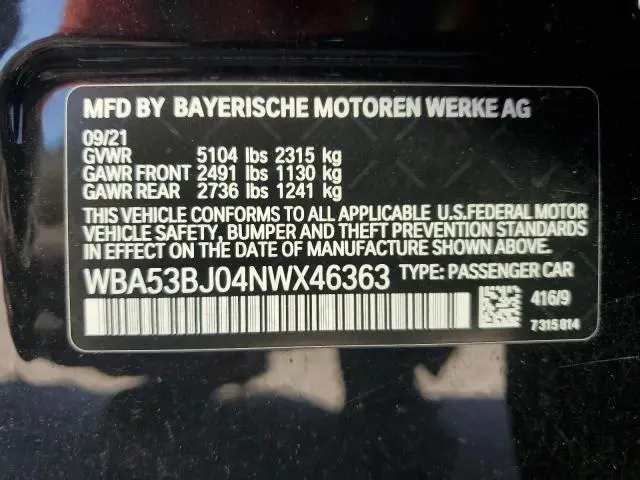 MFD BY BAYERISCHE MOTOREN WERKE AG
09/21
GVWR 5104 lbs 2315 kg
GAWR FRONT 2491 lbs 1130 kg
GAWR REAR 2736 lbs 1241 kg
THIS VEHICLE CONFORMS TO ALL APPLICABLE U.S.FEDERAL MOTOR
VEHICLE SAFETY, BUMPER AND THEFT PREVENTION STANDARDS
IN EFFECT ON THE DATE OF MANUFACTURE SHOWN ABOVE.
WBA53BJ04NWX46363 TYPE: PASSENGER CAR
416/9
7315814